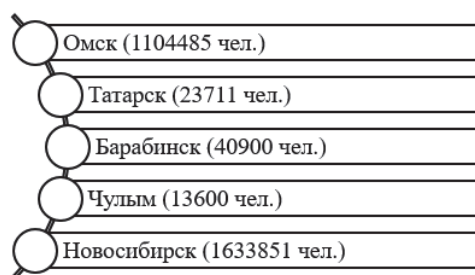 Омск (1104485 чел.)
Татарск (23711 чел.)
Барабинск (40900 чел.)
Чулым (13600 чел.)
Новосибирск (1633851 чел.)